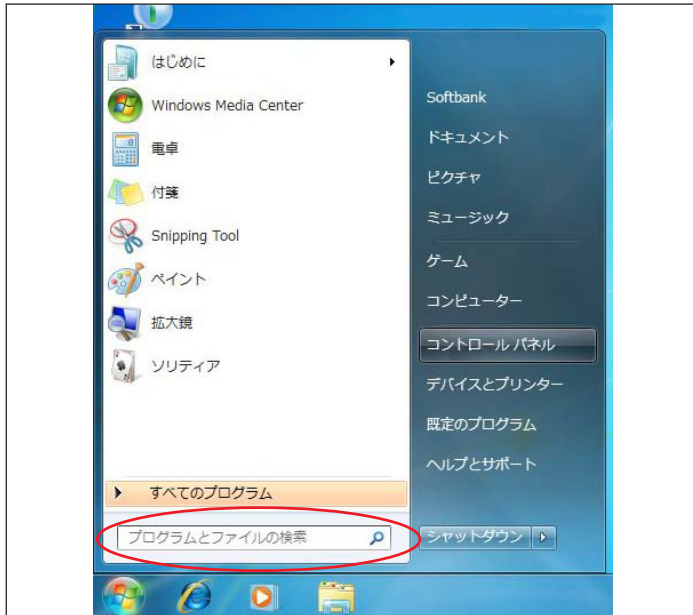 はじめに
Windows Media Center
電卓
付箋
Snipping Tool
ペイント
拡大鏡
ソリティア
すべてのプログラム
プログラムとファイルの検索
Softbank
ドキュメント
ピクチャ
ミュージック
ゲーム
コンピューター
コントロール パネル
デバイスとプリンター
既定のプログラム
ヘルプとサポート
シャットダウン